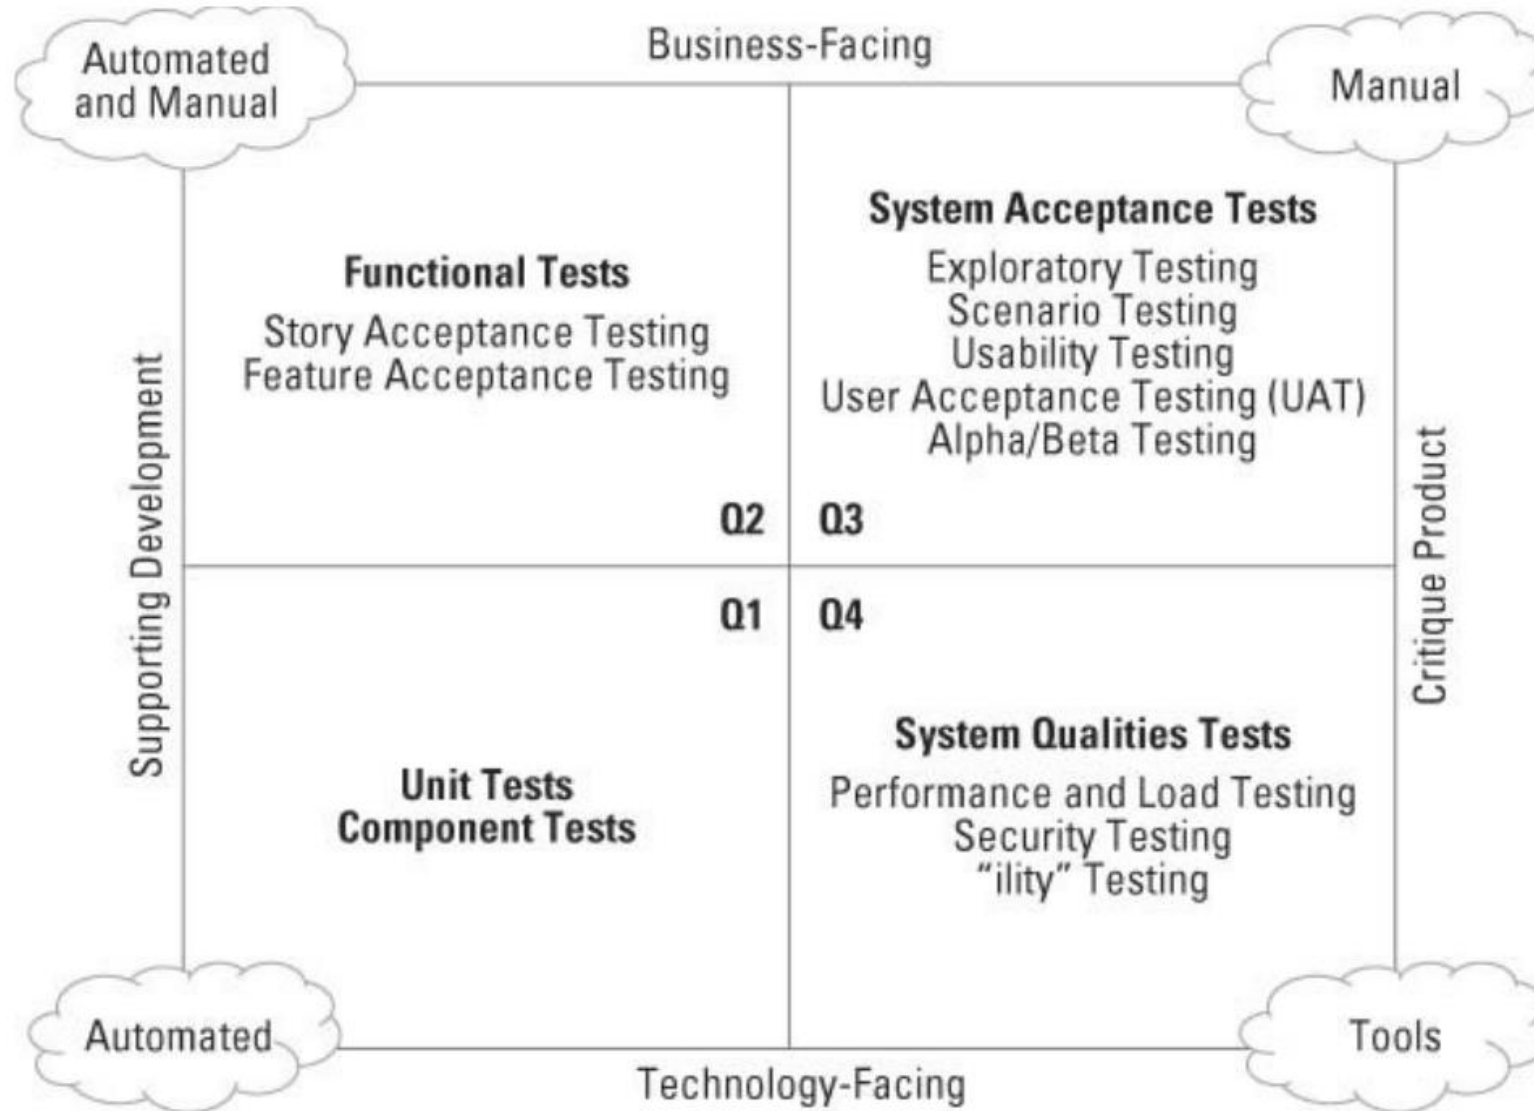 Business-Facing
Automated
and Manual
Manual
Functional Tests
Story Acceptance Testing
Feature Acceptance Testing
Q2
System Acceptance Tests
Exploratory Testing
Scenario Testing
Usability Testing
User Acceptance Testing (UAT)
Alpha/Beta Testing
Q3
Supporting Development
Critique Product
Q1
Unit Tests
Component Tests
Q4
System Qualities Tests
Performance and Load Testing
Security Testing
“ility” Testing
Automated
Tools
Technology-Facing